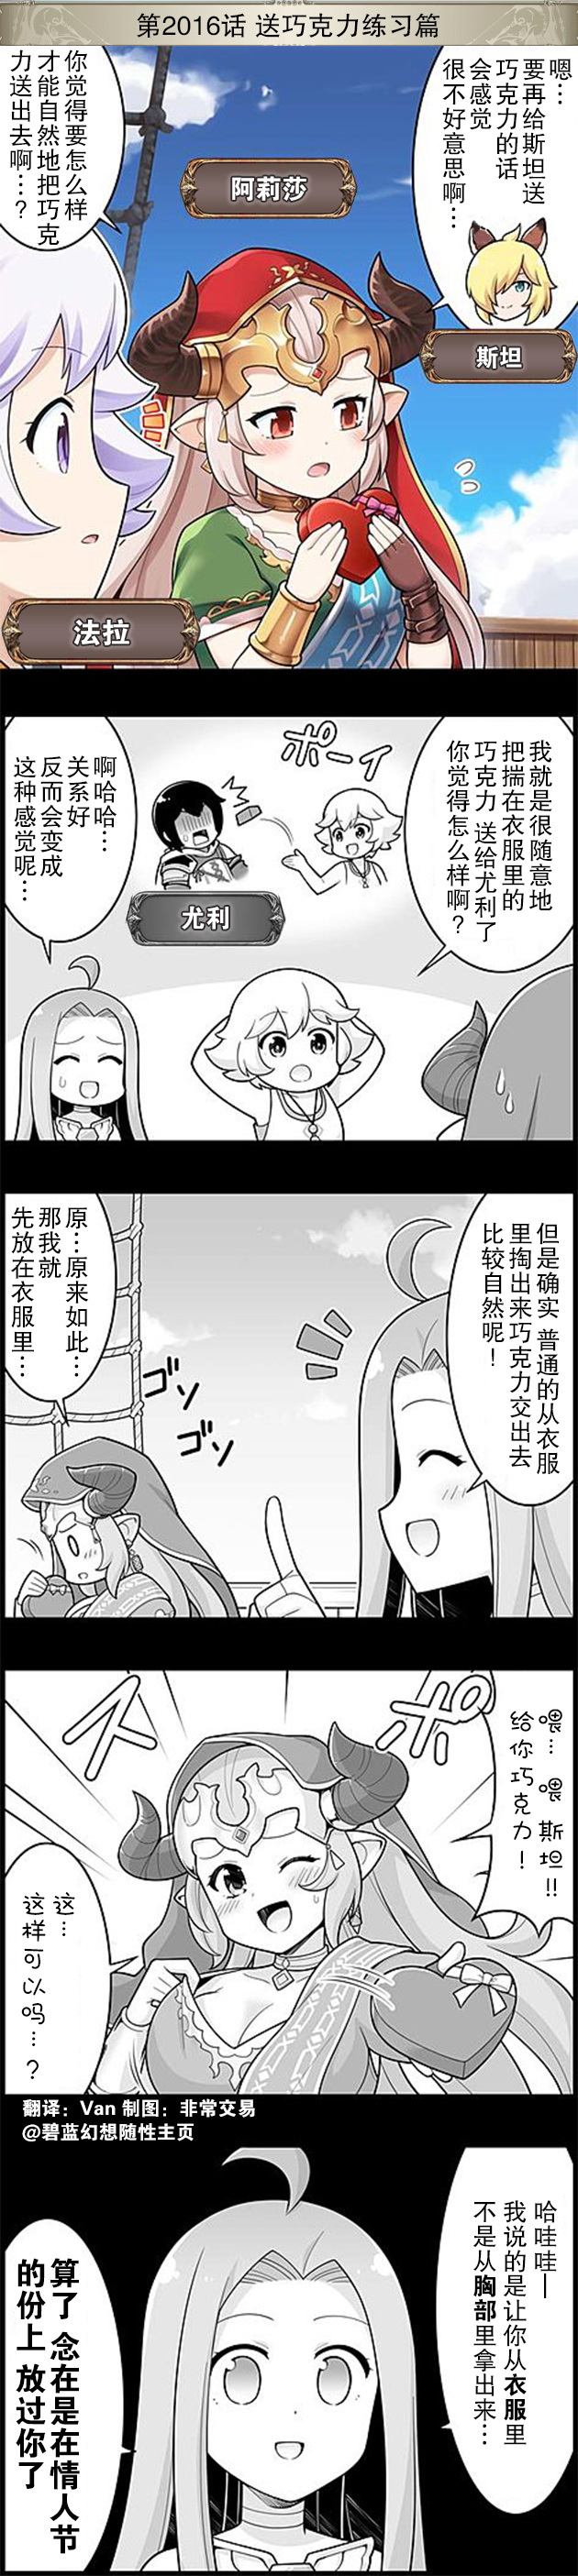 第2016话 送巧克力练习篇
嗯…
要再给斯坦送
巧克力的话
会感觉
很不好意思啊…
斯坦
阿莉莎
你觉得要怎么样
才能自然地把巧克
力送出去啊…?
法拉
我就是很随意地
把揣在衣服里的
巧克力 送给尤利了
你觉得怎么样啊?
ポーイ
尤利
啊哈哈…
关系好
反而会变成
这种感觉呢…
但是确实 普通的从衣服
里掏出来巧克力交出去
比较自然呢!
ゴソ
ゴソ
原…原来如此…
那我就
先放在衣服里…
喂… 喂 斯坦!!
给你巧克力!
ポイ
这…
这样可以吗…?
翻译：Van 制图：非常交易
@碧蓝幻想随性主页
哈哇哇—
我说的是让你从衣服里
不是从胸部里拿出来…
算了 念在是在情人节
的份上 放过你了